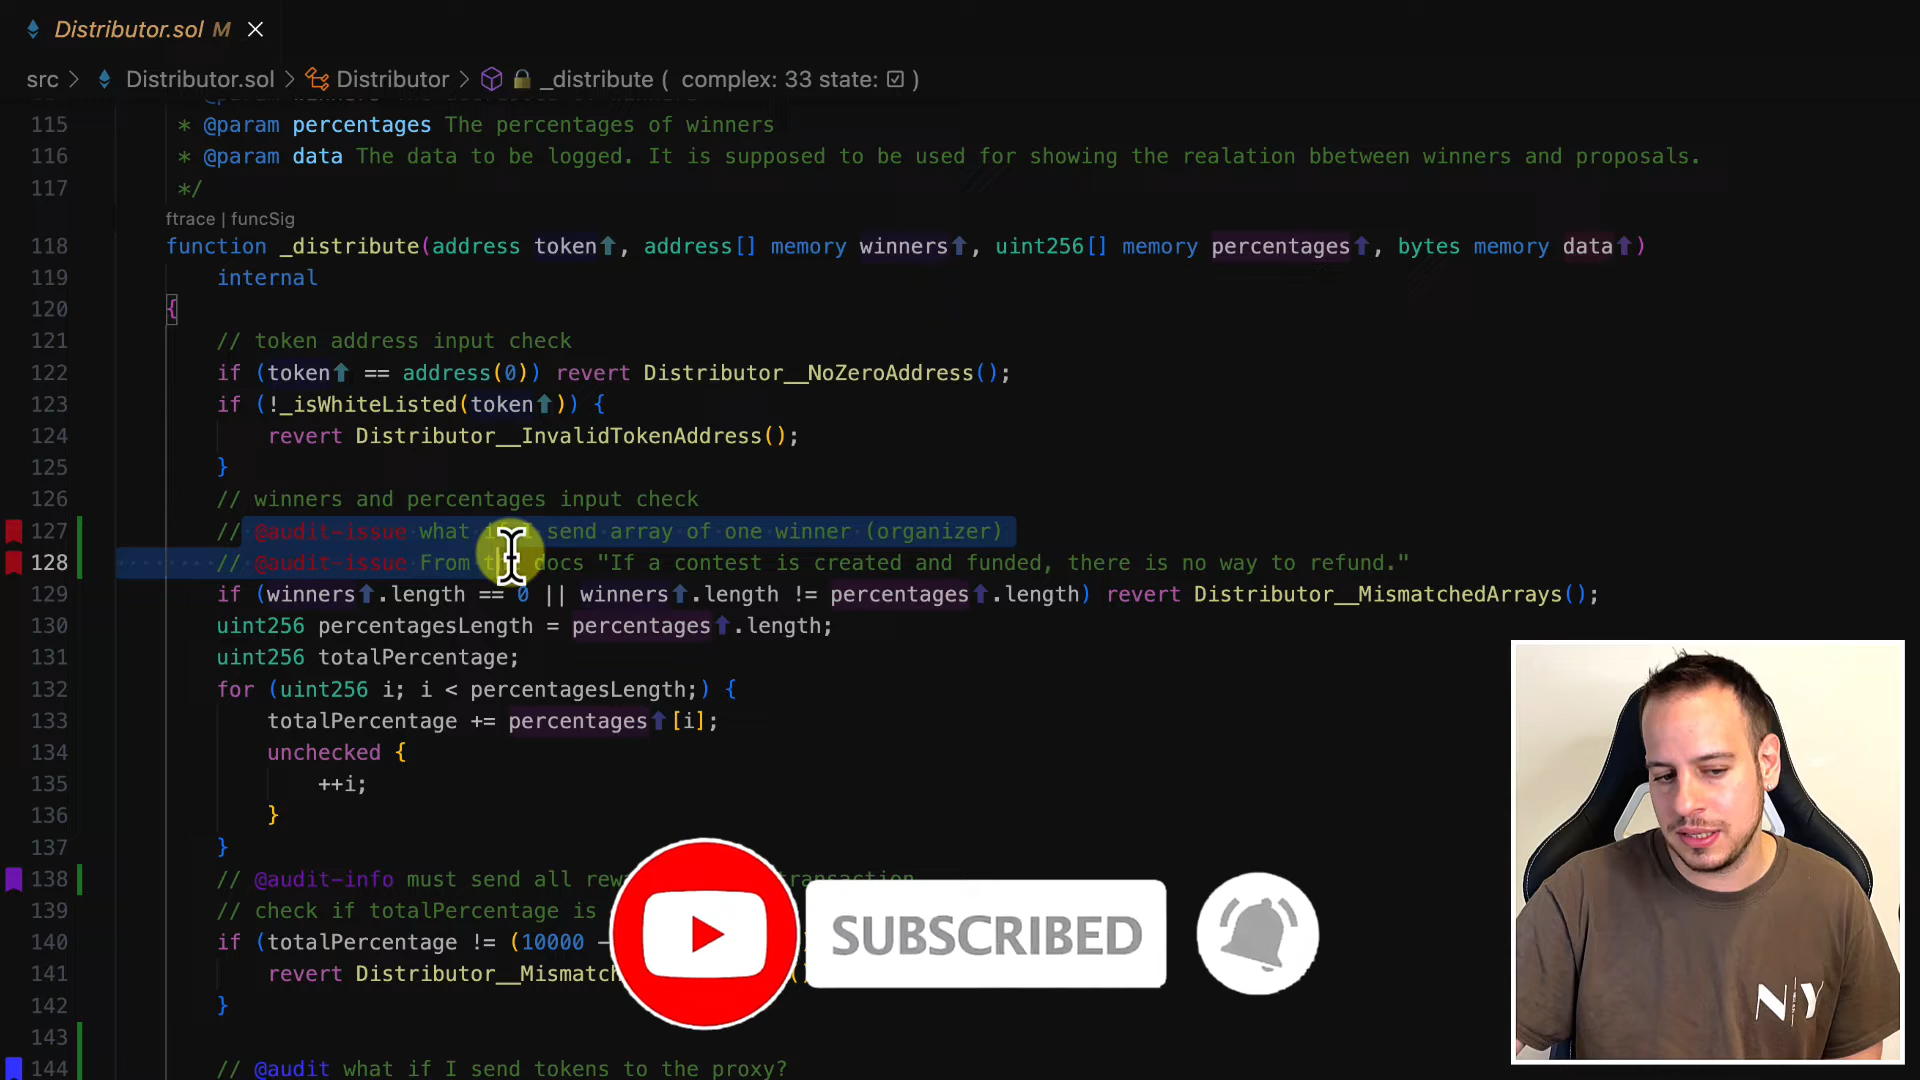 Distributor.sol M
src > Distributor.sol > Distributor > _distribute ( complex: 33 state: )
115 * @param percentages The percentages of winners
116 * @param data The data to be logged. It is supposed to be used for showing the realation bbetween winners and proposals.
117 */
ftrace | funcSig
118 function _distribute(address token, address[] memory winners, uint256[] memory percentages, bytes memory data)
119 internal
120 {
121 // token address input check
122 if (token == address(0)) revert Distributor__NoZeroAddress();
123 if (!_isWhiteListed(token)) {
124 revert Distributor__InvalidTokenAddress();
125 }
126 // winners and percentages input check
127 // @audit-issue what if I send array of one winner (organizer)
128 // @audit-issue From the docs "If a contest is created and funded, there is no way to refund."
129 if (winners.length == 0 || winners.length != percentages.length) revert Distributor__MismatchedArrays();
130 uint256 percentagesLength = percentages.length;
131 uint256 totalPercentage;
132 for (uint256 i; i < percentagesLength;) {
133 totalPercentage += percentages[i];
134 unchecked {
135 ++i;
136 }
137 }
138 // @audit-info must send all transaction
139 // check if totalPercentage is
140 if (totalPercentage != (10000 -
141 revert Distributor__Mismatc
142 }
143
144 // @audit what if I send tokens to the proxy?
SUBSCRIBED
N|Y